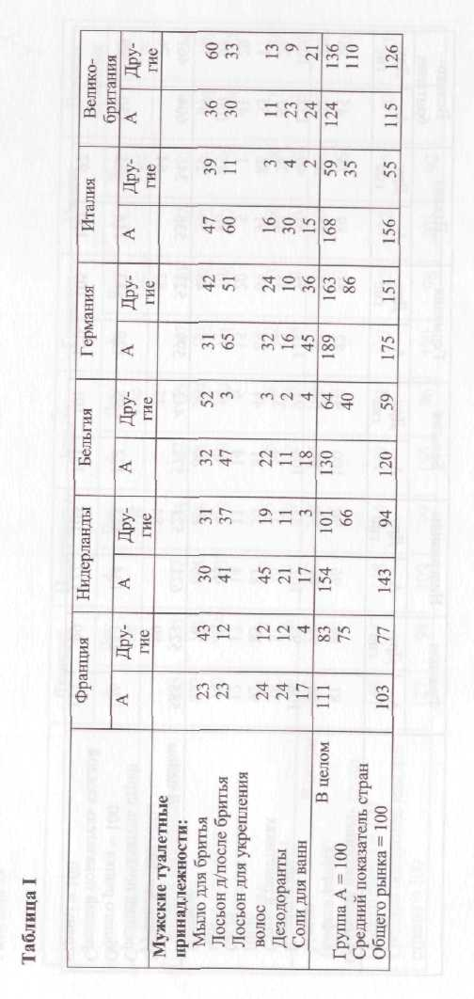 Таблица I
Франция Нидерланды Бельгия Германия Италия Велико-
британия
А Дру-
гие А Дру-
гие А Дру-
гие А Дру-
гие А Дру-
гие А Дру-
гие
Мужские туалетные
принадлежности:
Мыло для бритья 23 43 30 31 32 52 31 42 47 39 36 60
Лосьон д/после бритья 23 12 41 37 47 3 65 51 60 11 30 33
Лосьон для укрепления
волос 24 12 45 19 22 3 32 24 16 3 11 13
Дезодоранты 24 12 21 11 11 2 16 10 30 4 23 9
Соли для ванн 17 4 17 3 18 4 45 36 15 2 24 21
В целом 111 83 154 101 130 64 189 163 168 59 124 136
Группа А = 100 75 66 40 86 35 110
Средний показатель стран
Общего рынка = 100 103 77 143 94 120 59 175 151 156 55 115 126